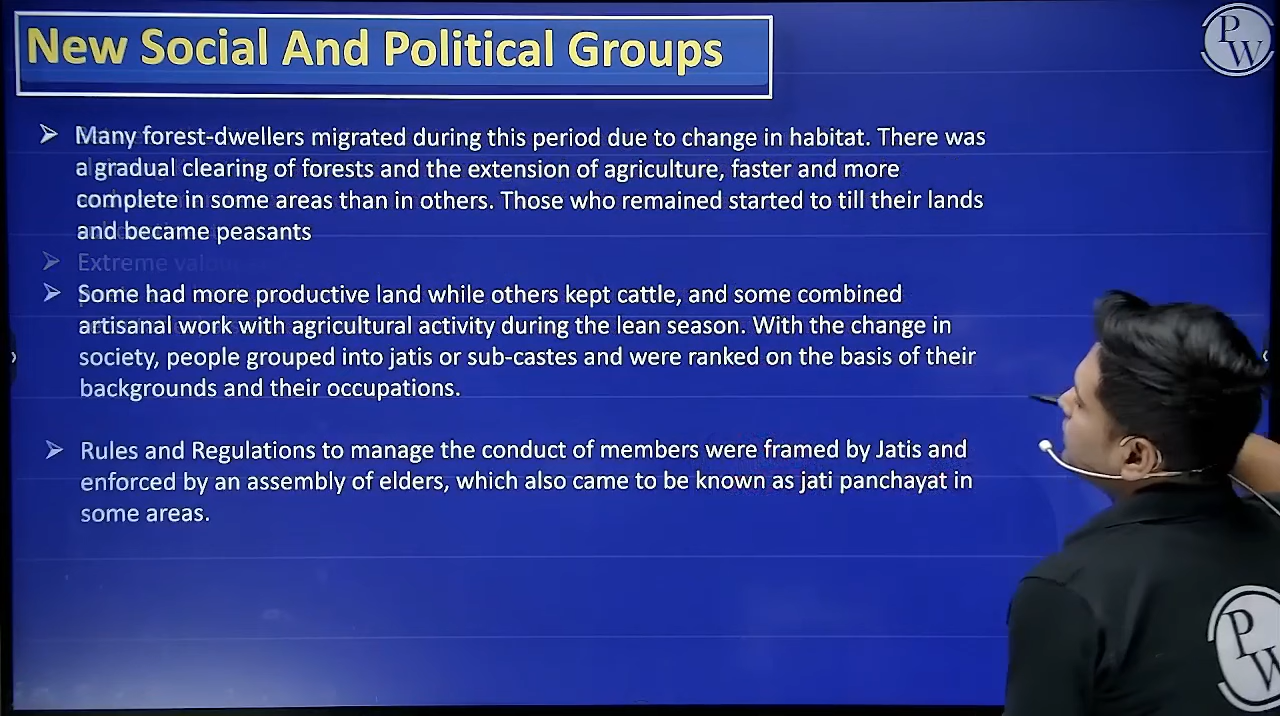 New Social And Political Groups
PW
➢ Many forest-dwellers migrated during this period due to change in habitat. There was
a gradual clearing of forests and the extension of agriculture, faster and more
complete in some areas than in others. Those who remained started to till their lands
and became peasants
➢ Extreme
➢ Some had more productive land while others kept cattle, and some combined
artisanal work with agricultural activity during the lean season. With the change in
society, people grouped into jatis or sub-castes and were ranked on the basis of their
backgrounds and their occupations.
➢ Rules and Regulations to manage the conduct of members were framed by Jatis and
enforced by an assembly of elders, which also came to be known as jati panchayat in
some areas.
PW